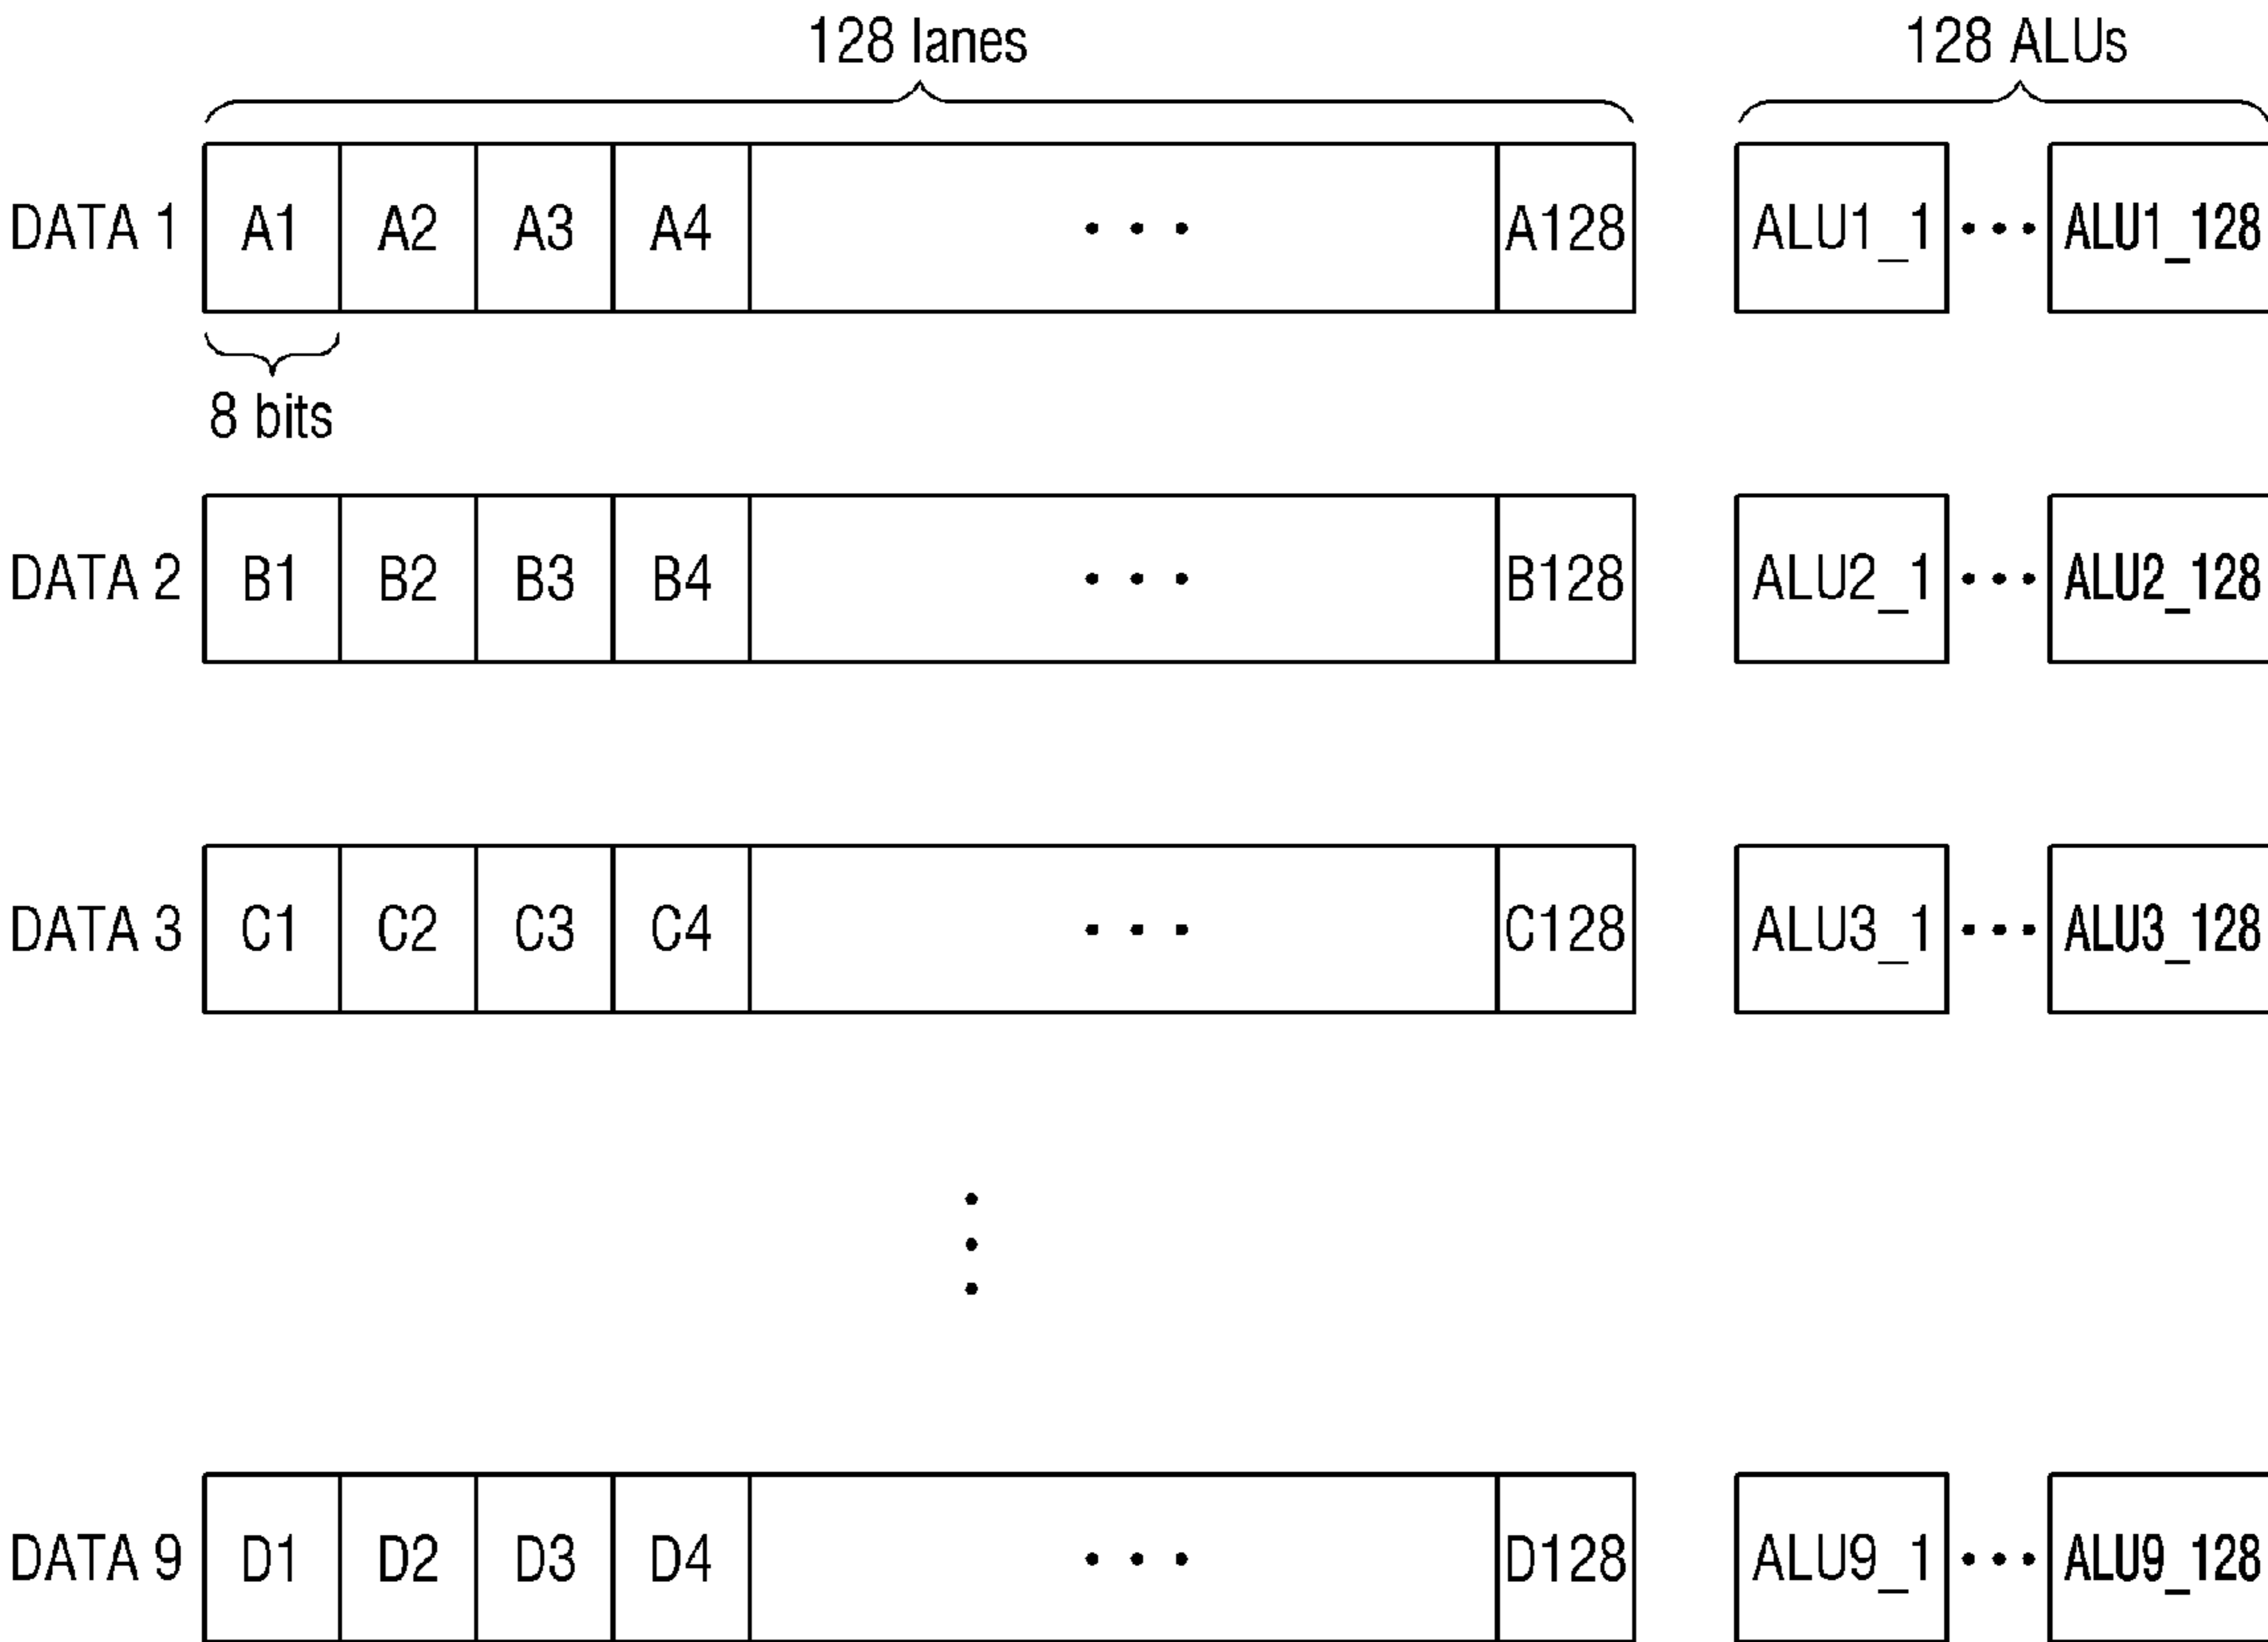 128 lanes 128 ALUs
DATA 1 A1 A2 A3 A4 • • • A128 ALU1_1 • • • ALU1_128
8 bits
DATA 2 B1 B2 B3 B4 • • • B128 ALU2_1 • • • ALU2_128
DATA 3 C1 C2 C3 C4 • • • C128 ALU3_1 • • • ALU3_128
DATA 9 D1 D2 D3 D4 • • • D128 ALU9_1 • • • ALU9_128